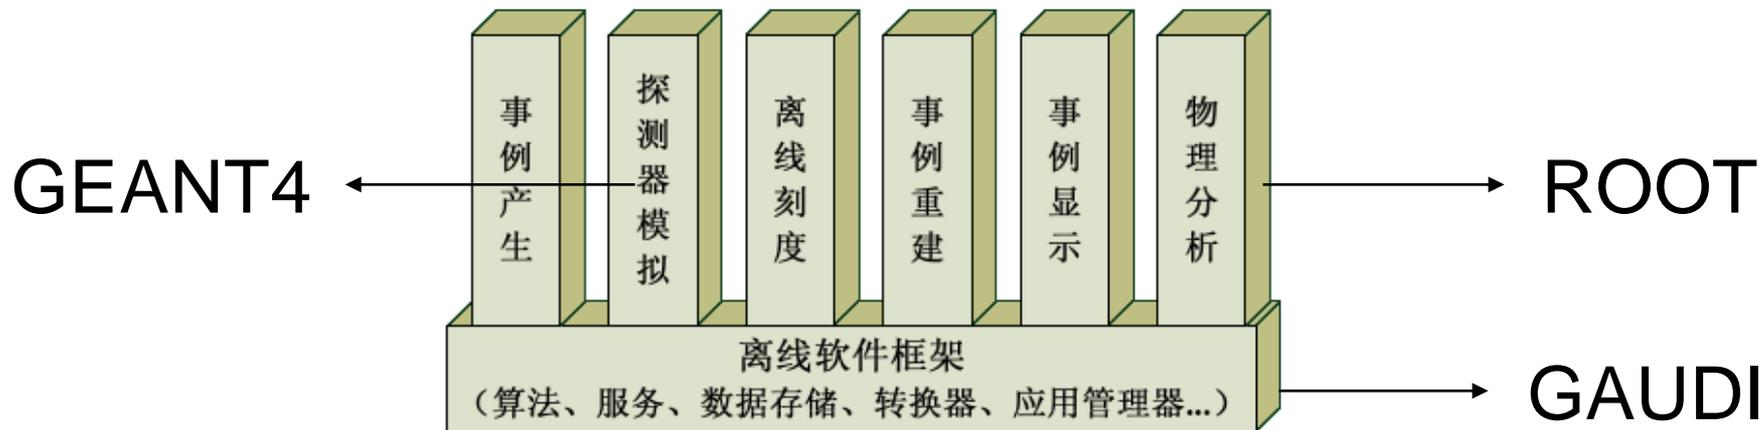 GEANT4
事例产生
探测器模拟
离线刻度
事例重建
事例显示
物理分析
ROOT
离线软件框架
（算法、服务、数据存储、转换器、应用管理器...）
GAUDI